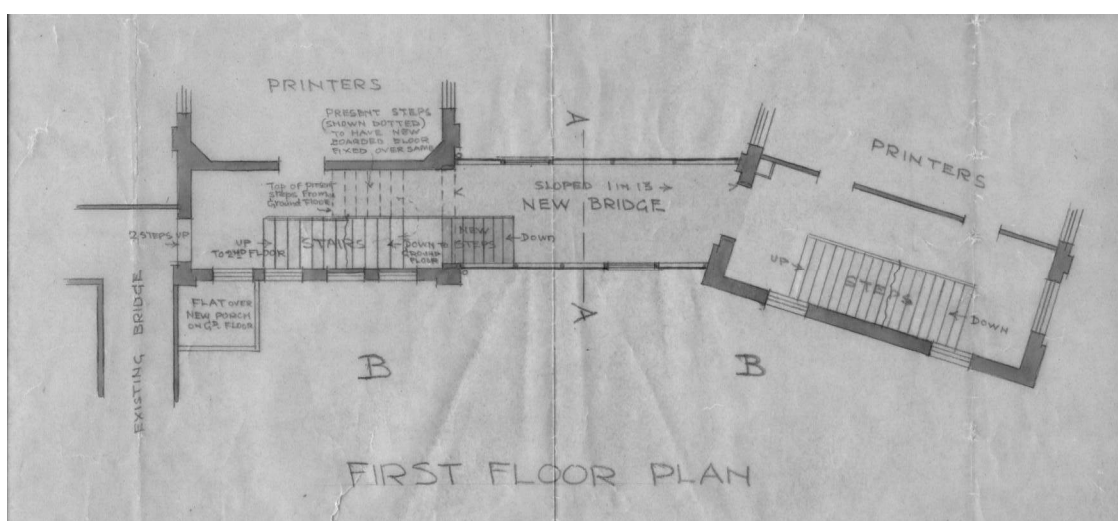 PRINTERS
PRESENT STEPS
(SHOWN DOTTED)
TO HAVE NEW
BOARDED FLOOR
FIXED OVER SAME
A
PRINTERS
Top of present
steps From
Ground Floor
SLOPED 1 IN 13 →
NEW BRIDGE
2 STEPS UP
UP
TO 2ND FLOOR
STAIRS
DOWN TO
GROUND
FLOOR
NEW
STEPS
DOWN
UP
STEPS
DOWN
FLAT OVER
NEW PORCH
ON GD. FLOOR
A
EXISTING BRIDGE
B
B
FIRST FLOOR PLAN